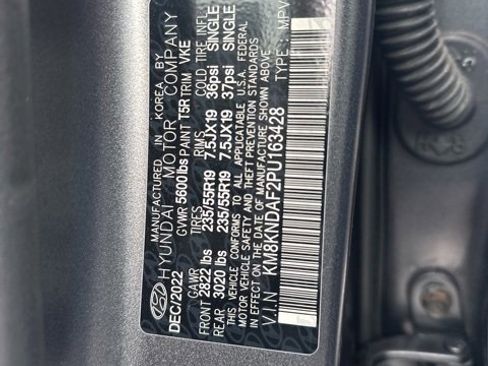 MANUFACTURED IN KOREA BY
HYUNDAI MOTOR COMPANY
DEC/2022 GVWR 5600lbs PAINT T5R TRIM VKE
GAWR TIRES RIMS COLD TIRE INFL.
FRONT 2822 lbs 235/55R19 7.5JX19 36psi SINGLE
REAR 3020 lbs 235/55R19 7.5JX19 37psi SINGLE
THIS VEHICLE CONFORMS TO ALL APPLICABLE U.S.A. FEDERAL
MOTOR VEHICLE SAFETY AND THEFT PREVENTION STANDARDS
IN EFFECT ON THE DATE OF MANUFACTURE SHOWN ABOVE.
V.I.N : KM8KNDAF2PU163428 TYPE : MPV